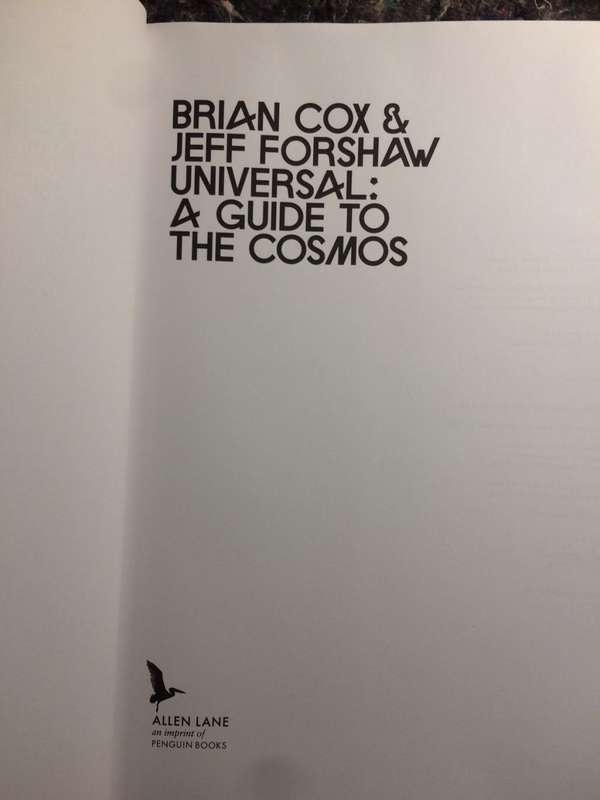 BRIAN COX &
JEFF FORSHAW
UNIVERSAL:
A GUIDE TO
THE COSMOS
ALLEN LANE
an imprint of
PENGUIN BOOKS